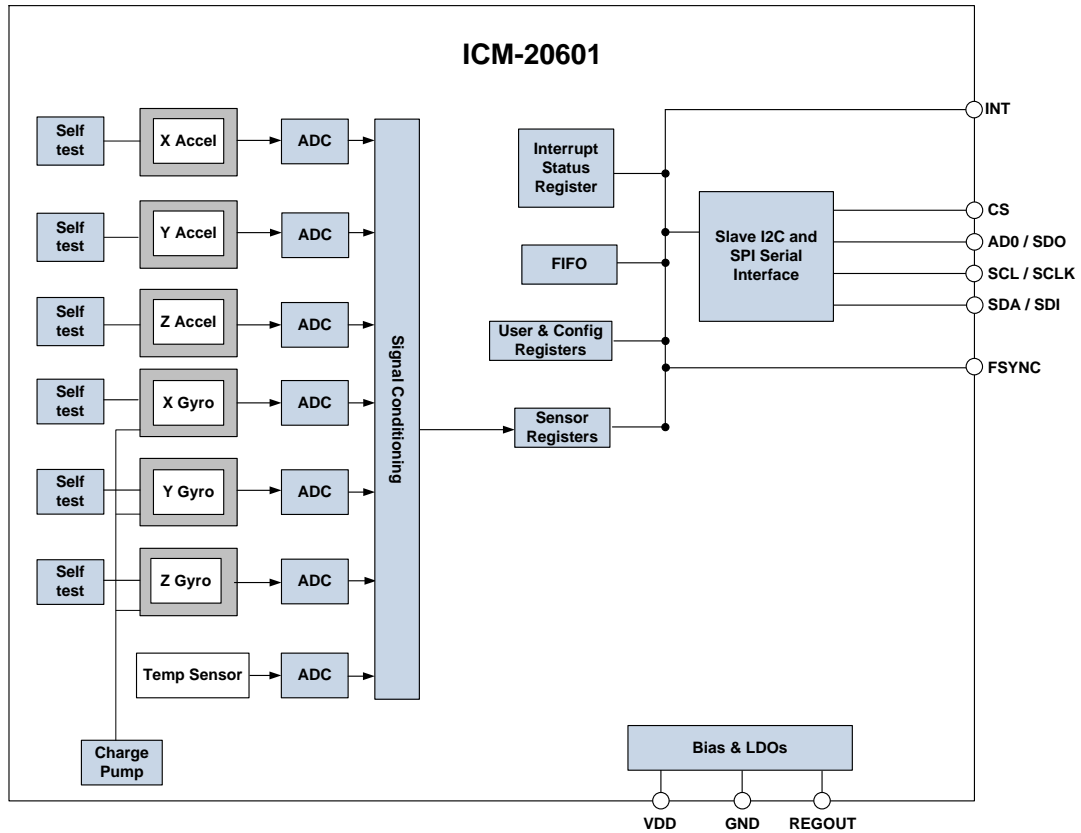 ICM-20601
INT
Self
test
X Accel
ADC
Interrupt
Status
Register
Self
test
Y Accel
ADC
Slave I2C and
SPI Serial
Interface
CS
AD0 / SDO
SCL / SCLK
SDA / SDI
FIFO
Self
test
Z Accel
ADC
User & Config
Registers
Signal Conditioning
FSYNC
Self
test
X Gyro
ADC
Sensor
Registers
Self
test
Y Gyro
ADC
Self
test
Z Gyro
ADC
Temp Sensor
ADC
Charge
Pump
Bias & LDOs
VDD
GND
REGOUT